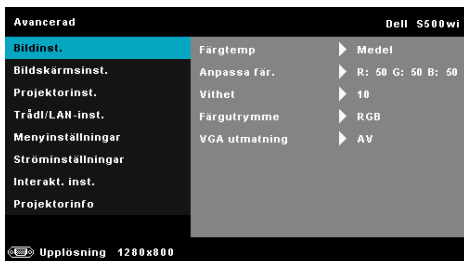 Avancerad Dell S500wi
Bildinst. Färgtemp Medel
Bildskärmsinst. Anpassa fär. R: 50 G: 50 B: 50
Projektorinst. Vithet 10
Trådl/LAN-inst. Färgutrymme RGB
Menyinställningar VGA utmatning AV
Ströminställningar
Interakt. inst.
Projektorinfo
Upplösning 1280x800